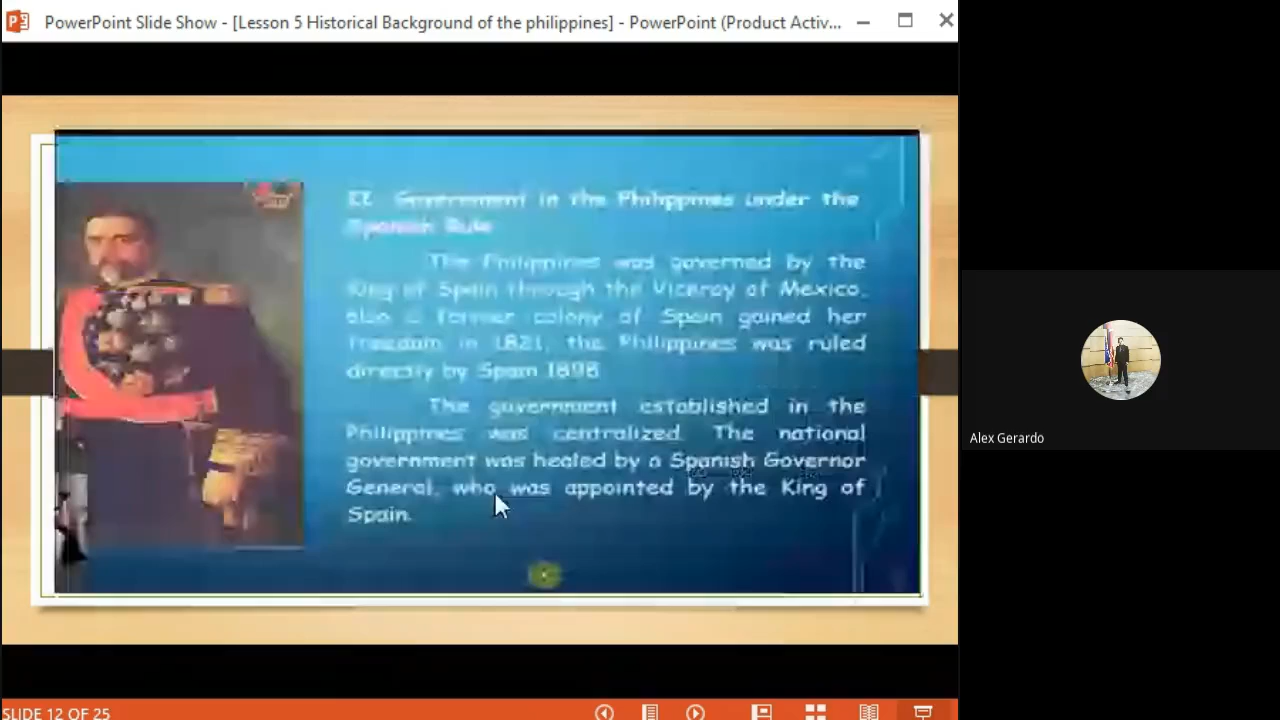 PowerPoint Slide Show - [Lesson 5 Historical Background of the philippines] - PowerPoint (Product Activ...
II. Government in the Philippines under the
Spanish Rule
The Philippines was governed by the
King of Spain through the Viceroy of Mexico,
also a former colony of Spain gained her
freedom in 1821, the Philippines was ruled
directly by Spain 1898
The government established in the
Philippines was centralized. The national
government was healed by a Spanish Governor
General, who was appointed by the King of
Spain.
Alex Gerardo
SLIDE 12 OF 25